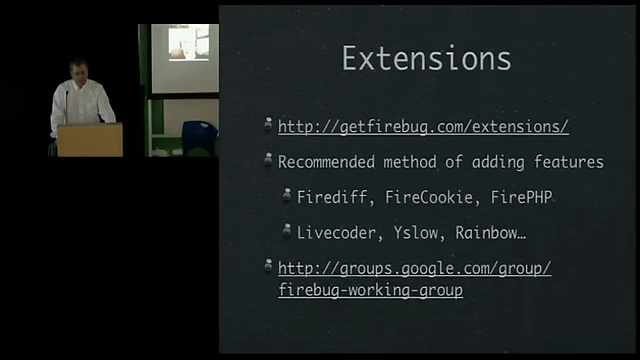 Extensions
http://getfirebug.com/extensions/
Recommended method of adding features
Firediff, FireCookie, FirePHP
Livecoder, Yslow, Rainbow…
http://groups.google.com/group/
firebug-working-group